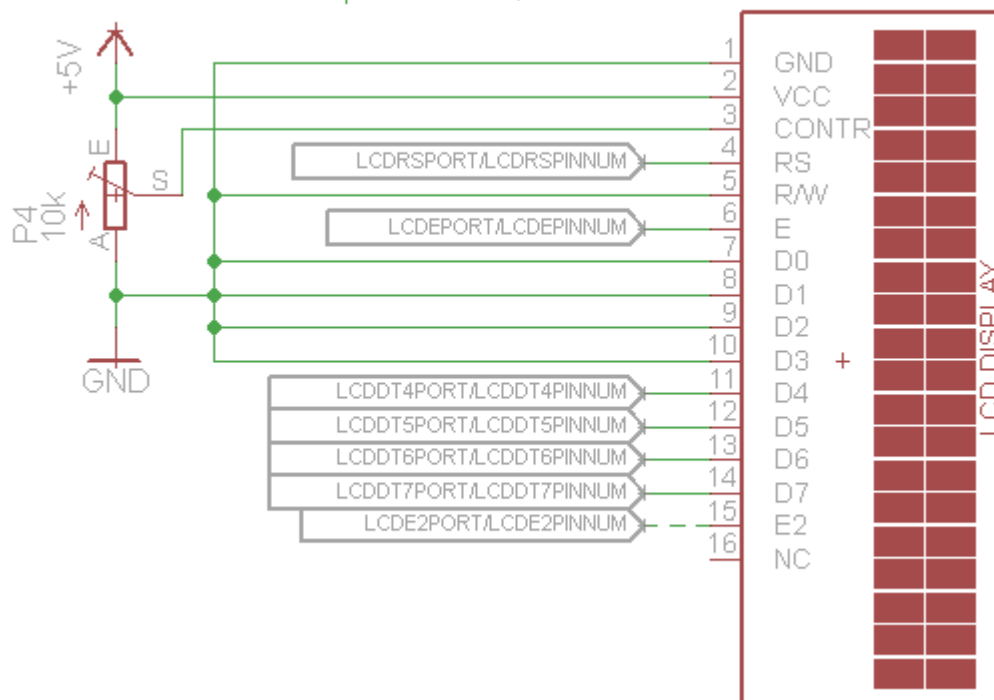 +5V
E
S
P4
10k
A
GND
1 GND
2 VCC
3 CONTR
LCDRSPORT/LCDRSPINNUM 4 RS
5 R/W
LCDEPORT/LCDEPINNUM 6 E
7 D0
8 D1
9 D2
10 D3
LCDDT4PORT/LCDDT4PINNUM 11 D4
LCDDT5PORT/LCDDT5PINNUM 12 D5
LCDDT6PORT/LCDDT6PINNUM 13 D6
LCDDT7PORT/LCDDT7PINNUM 14 D7
LCDE2PORT/LCDE2PINNUM 15 E2
16 NC
LCD DISPLAY